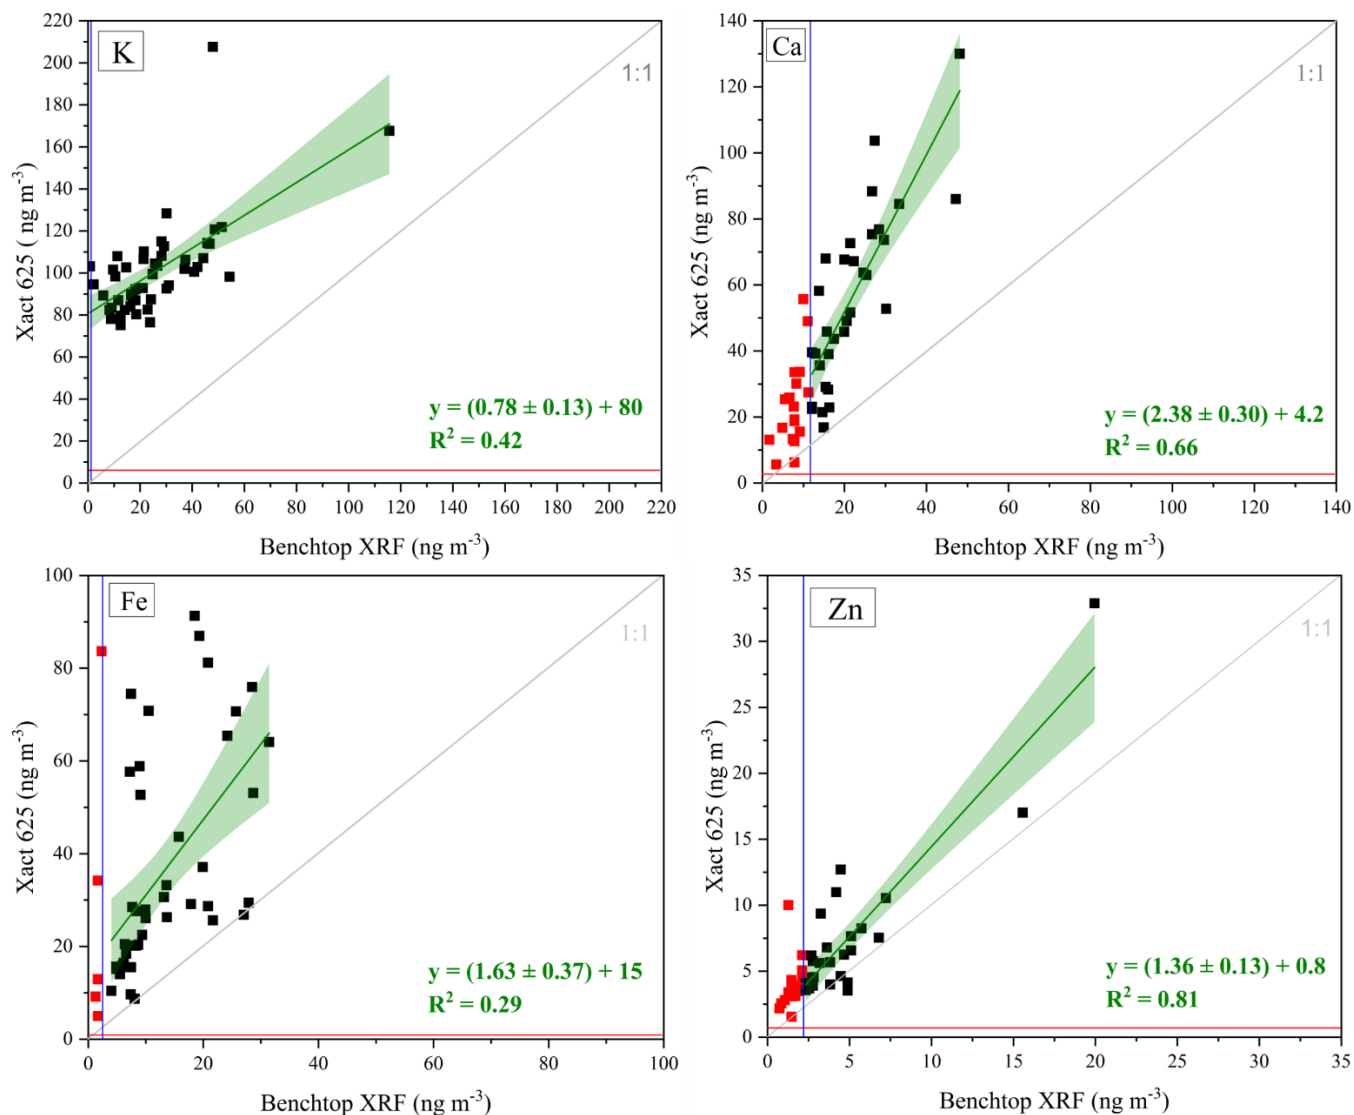 K
220
200
180
160
140
120
100
80
60
40
20
0
1:1
Xact 625 ( ng m⁻³)
y = (0.78 ± 0.13) + 80
R² = 0.42
0 20 40 60 80 100 120 140 160 180 200 220
Benchtop XRF (ng m⁻³)
Ca
140
120
100
80
60
40
20
0
1:1
Xact 625 (ng m⁻³)
y = (2.38 ± 0.30) + 4.2
R² = 0.66
0 20 40 60 80 100 120 140
Benchtop XRF (ng m⁻³)
Fe
100
80
60
40
20
0
1:1
Xact 625 (ng m⁻³)
y = (1.63 ± 0.37) + 15
R² = 0.29
0 20 40 60 80 100
Benchtop XRF (ng m⁻³)
Zn
35
30
25
20
15
10
5
0
1:1
Xact 625 (ng m⁻³)
y = (1.36 ± 0.13) + 0.8
R² = 0.81
0 5 10 15 20 25 30 35
Benchtop XRF (ng m⁻³)